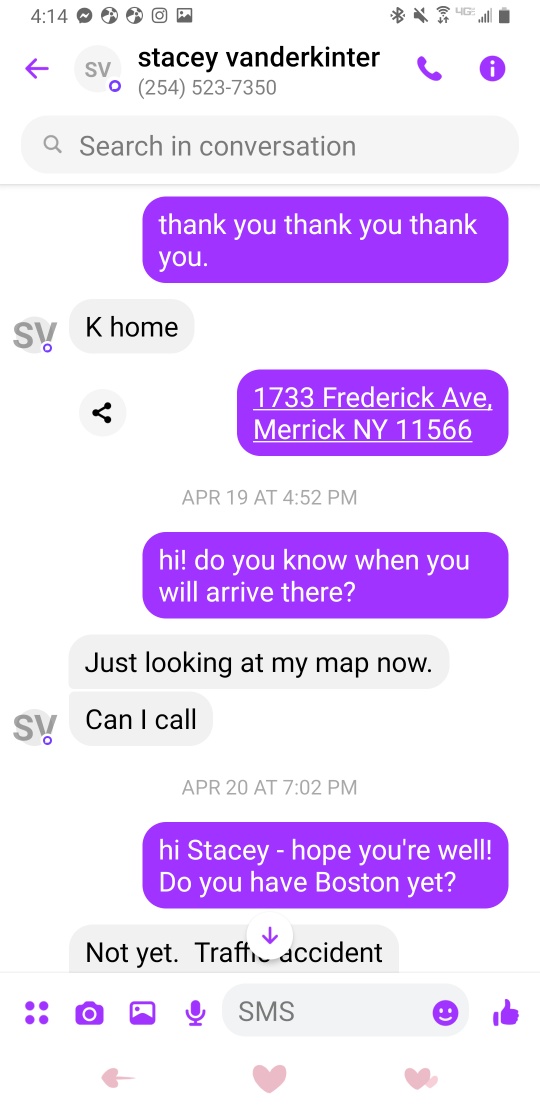 4:14
4G
SV
stacey vanderkinter
(254) 523-7350
Search in conversation
thank you thank you thank
you.
SV
K home
1733 Frederick Ave,
Merrick NY 11566
APR 19 AT 4:52 PM
hi! do you know when you
will arrive there?
Just looking at my map now.
SV
Can I call
APR 20 AT 7:02 PM
hi Stacey - hope you're well!
Do you have Boston yet?
Not yet. Traffic accident
SMS